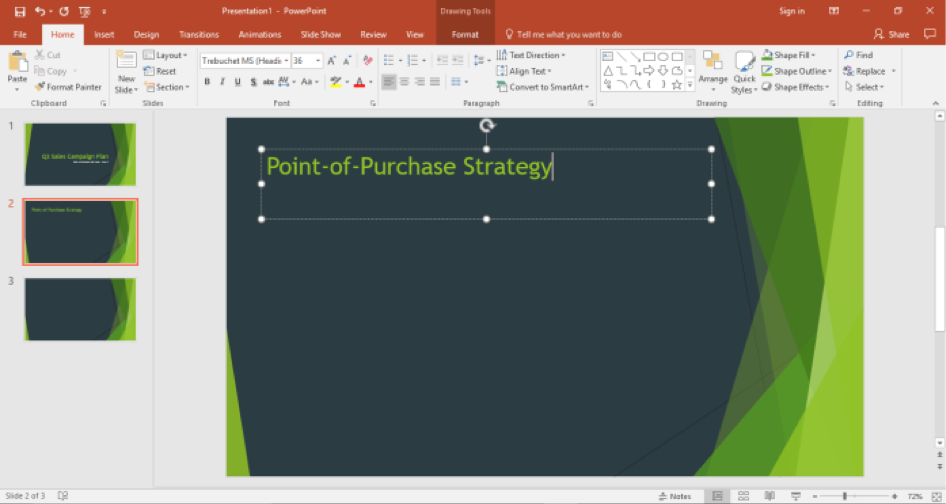 Presentation1 - PowerPoint
Drawing Tools
Sign in
File Home Insert Design Transitions Animations Slide Show Review View Format Tell me what you want to do Share
Paste
Cut
Copy
Format Painter
Clipboard
New Slide
Layout
Reset
Section
Slides
Trebuchet MS (Headi 36
B I U S abc AV Aa A
Font
Text Direction
Align Text
Convert to SmartArt
Paragraph
Arrange
Quick Styles
Shape Fill
Shape Outline
Shape Effects
Drawing
Find
Replace
Select
Editing
1
Q2 Sales Campaign Plan
2
Point-of-Purchase Strategy
3
Point-of-Purchase Strategy
Slide 2 of 3
Notes
72%